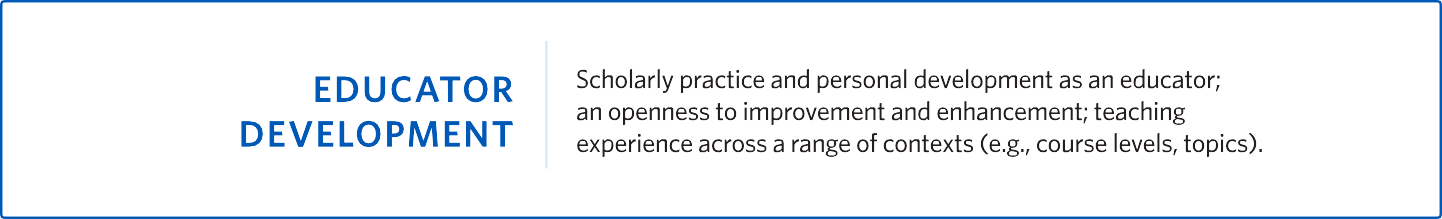 EDUCATOR
DEVELOPMENT
Scholarly practice and personal development as an educator;
an openness to improvement and enhancement; teaching
experience across a range of contexts (e.g., course levels, topics).